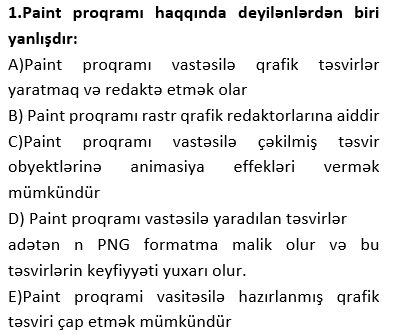 1.Paint proqramı haqqında deyilənlərdən biri
yanlışdır:
A)Paint proqramı vastəsilə qrafik təsvirlər
yaratmaq və redaktə etmək olar
B) Paint proqramı rastr qrafik redaktorlarına aiddir
C)Paint proqramı vastəsilə çəkilmiş təsvir
obyektlərinə animasiya effekləri vermək
mümkündür
D) Paint proqramı vastəsilə yaradılan təsvirlər
adətən n PNG formatma malik olur və bu
təsvirlərin keyfiyyəti yuxarı olur.
E)Paint proqrami vasitəsilə hazırlanmış qrafik
təsviri çap etmək mümkündür